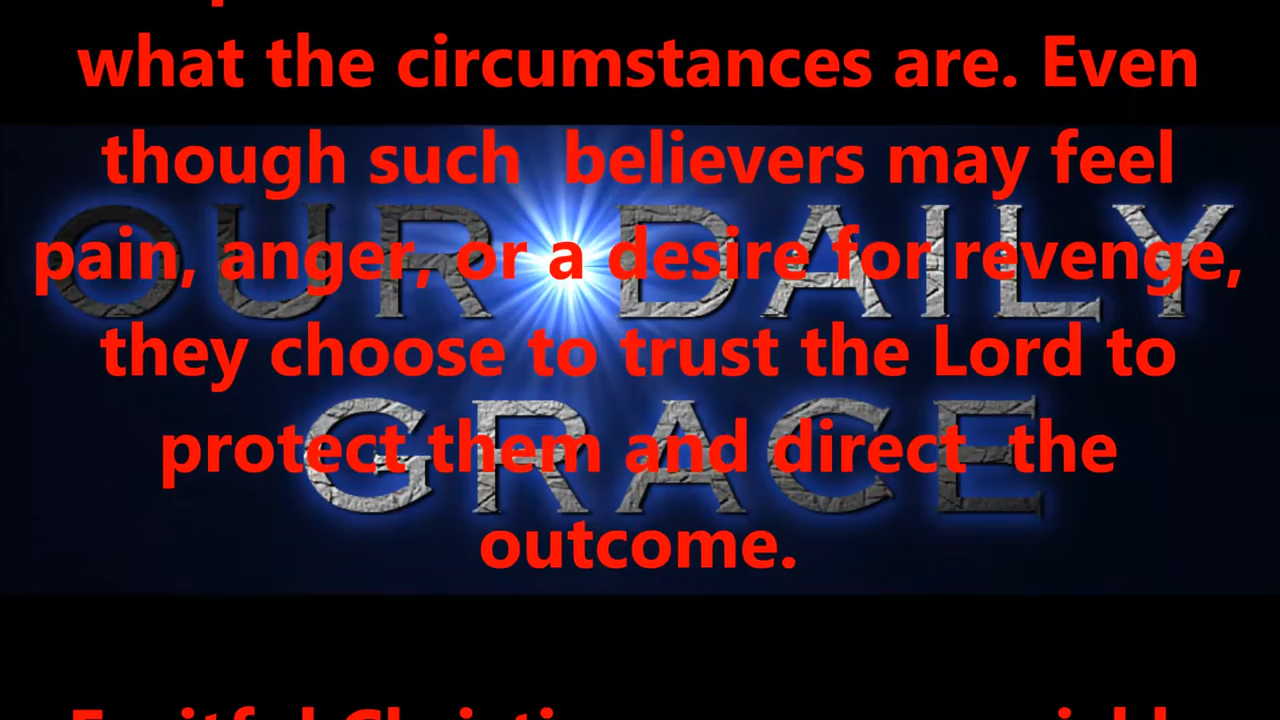 what the circumstances are. Even
though such  believers may feel
OUR DAILY
pain, anger, or a desire for revenge,
they choose to trust the Lord to
GRACE
protect them and direct  the
outcome.